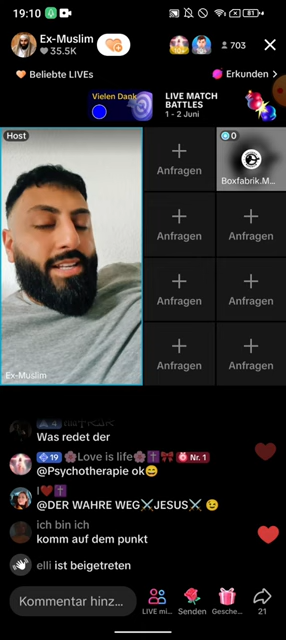 19:10
81
Ex-Muslim
35.5K
703
Beliebte LIVEs
Erkunden
Vielen Dank
LIVE MATCH
BATTLES
1 - 2 Juni
Host
Anfragen
0
Boxfabrik.M...
Anfragen
Anfragen
Anfragen
Anfragen
Anfragen
Anfragen
Ex-Muslim
Was redet der
19 Love is life Nr. 1
@Psychotherapie ok😄
I❤️✝️
@DER WAHRE WEG⚔JESUS⚔ 😉
ich bin ich
komm auf dem punkt
elli ist beigetreten
Kommentar hinz...
LIVE mi...
Senden
Gesche...
21